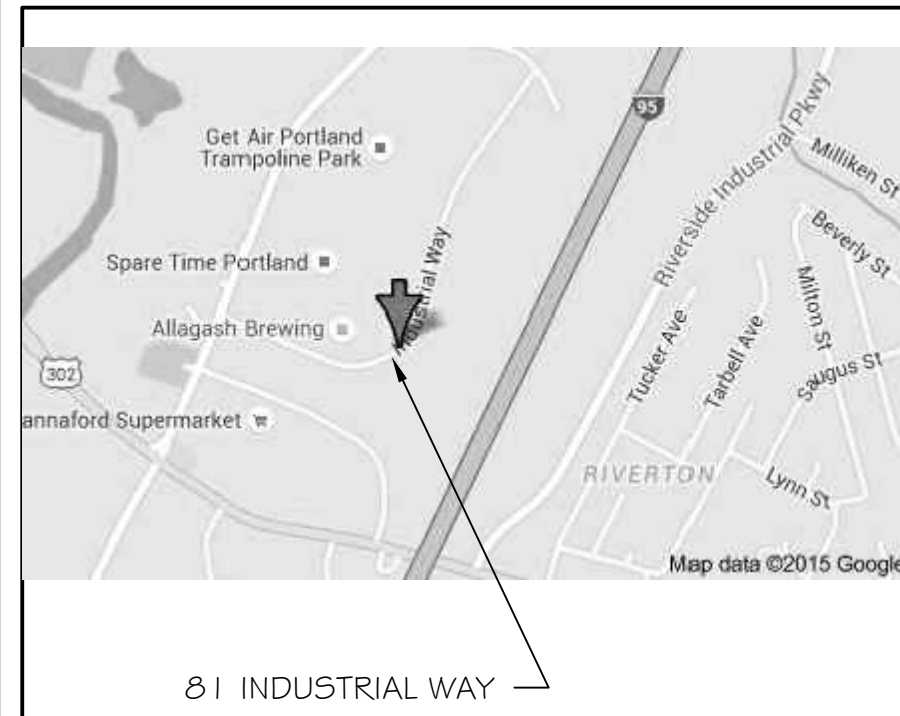 95
Get Air Portland
Trampoline Park
Riverside Industrial Pkwy
Milliken St
Beverly St
Industrial Way
Spare Time Portland
Milton St
Allagash Brewing
Tucker Ave
Tarbell Ave
Saugus St
302
annaford Supermarket
RIVERTON
Lynn St
Map data ©2015 Google
81 INDUSTRIAL WAY